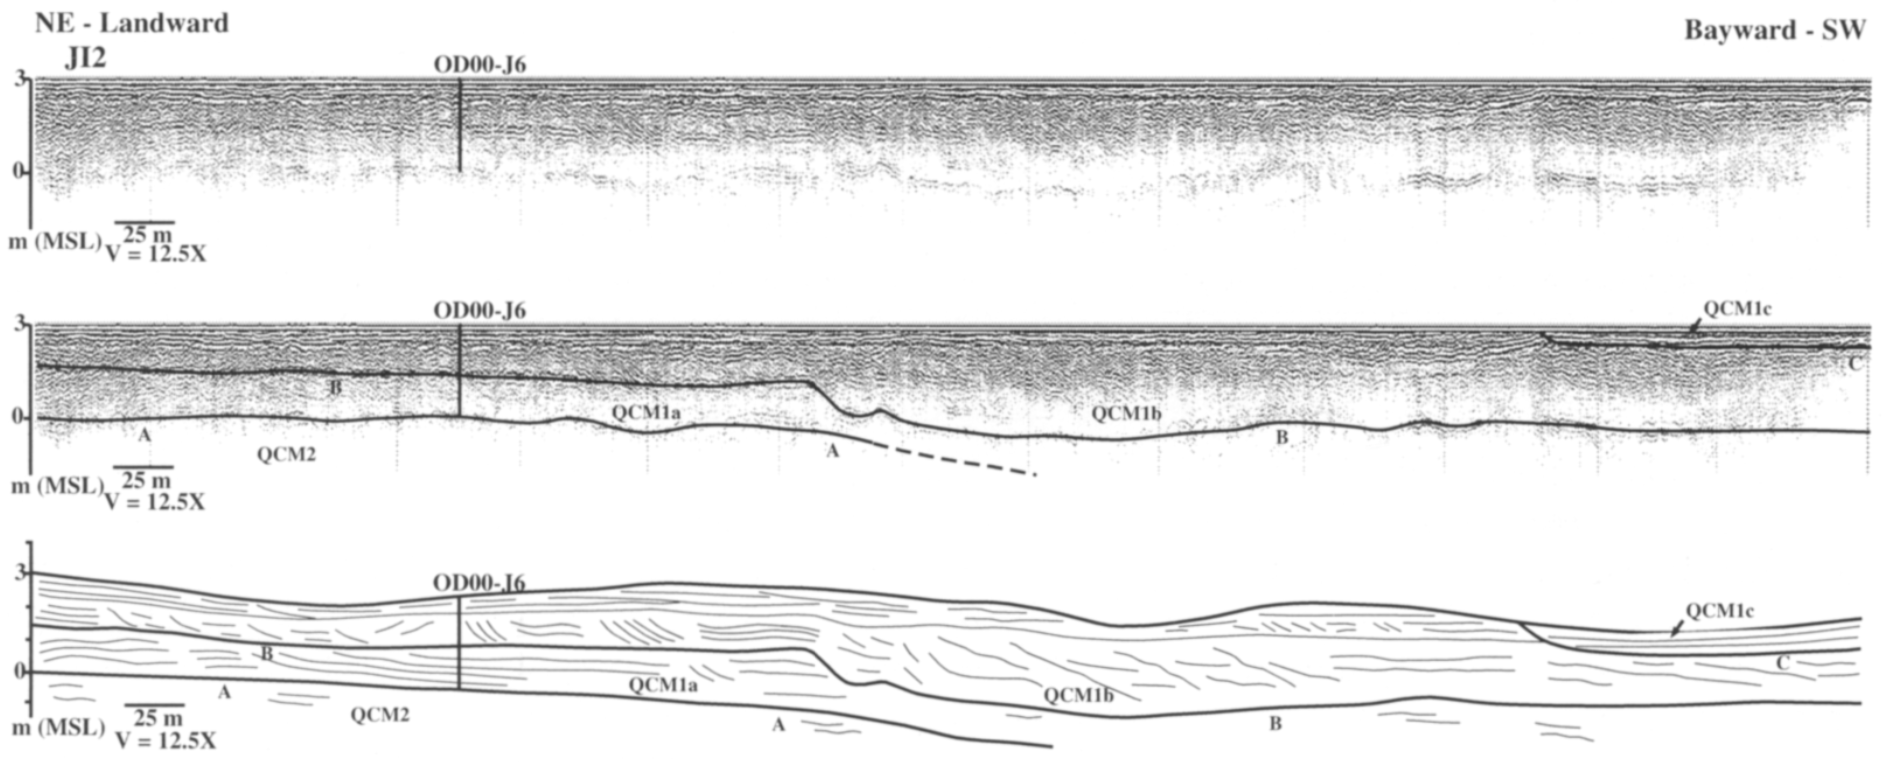 NE - Landward
Bayward - SW
JI2
OD00-J6
3
0
m (MSL)
25 m
V = 12.5X
OD00-J6
QCM1c
3
C
B
QCM1a
QCM1b
0
A
B
QCM2
A
25 m
m (MSL)
V = 12.5X
3
OD00-J6
QCM1c
B
C
0
QCM1a
A
QCM1b
QCM2
A
B
25 m
m (MSL)
V = 12.5X